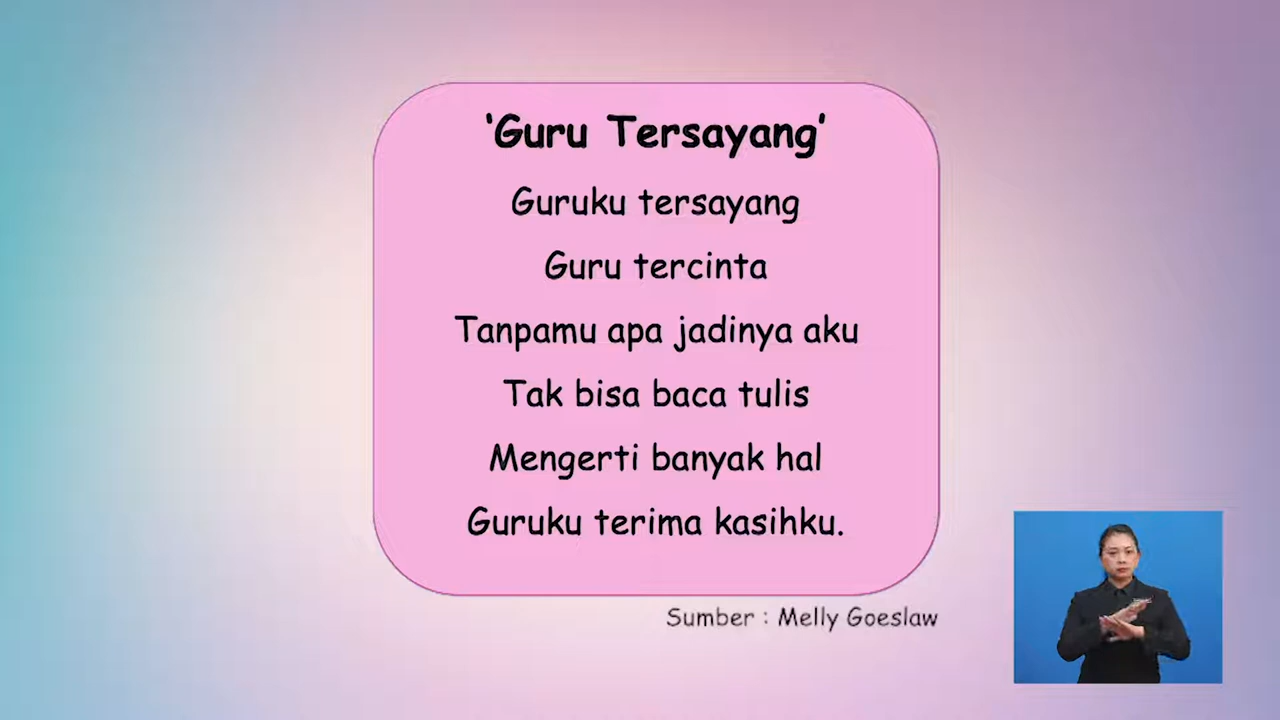 ‘Guru Tersayang’
Guruku tersayang
Guru tercinta
Tanpamu apa jadinya aku
Tak bisa baca tulis
Mengerti banyak hal
Guruku terima kasihku.
Sumber : Melly Goeslaw